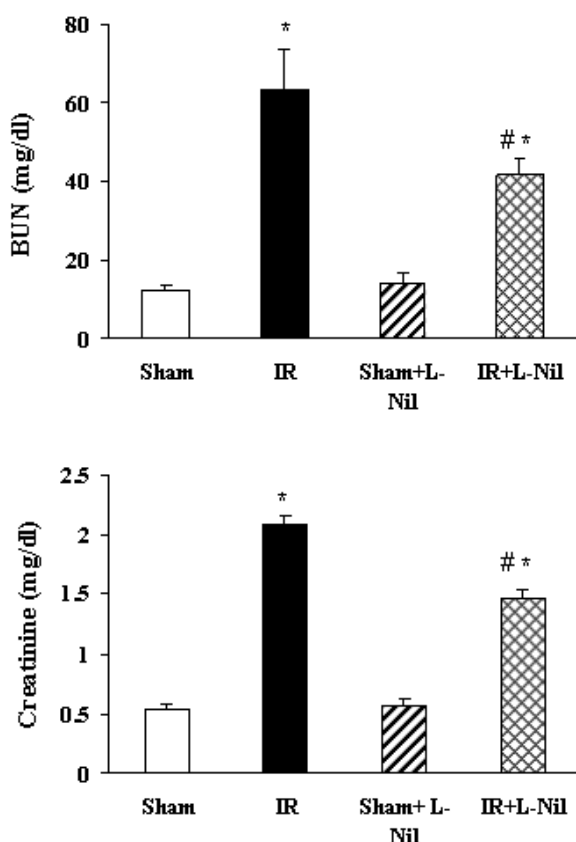 80
60
40
20
0
BUN (mg/dl)
*
# *
Sham IR Sham+L- IR+L-Nil
Nil
2.5
2
1.5
1
0.5
0
Creatinine (mg/dl)
*
# *
Sham IR Sham+ L- IR+L-Nil
Nil